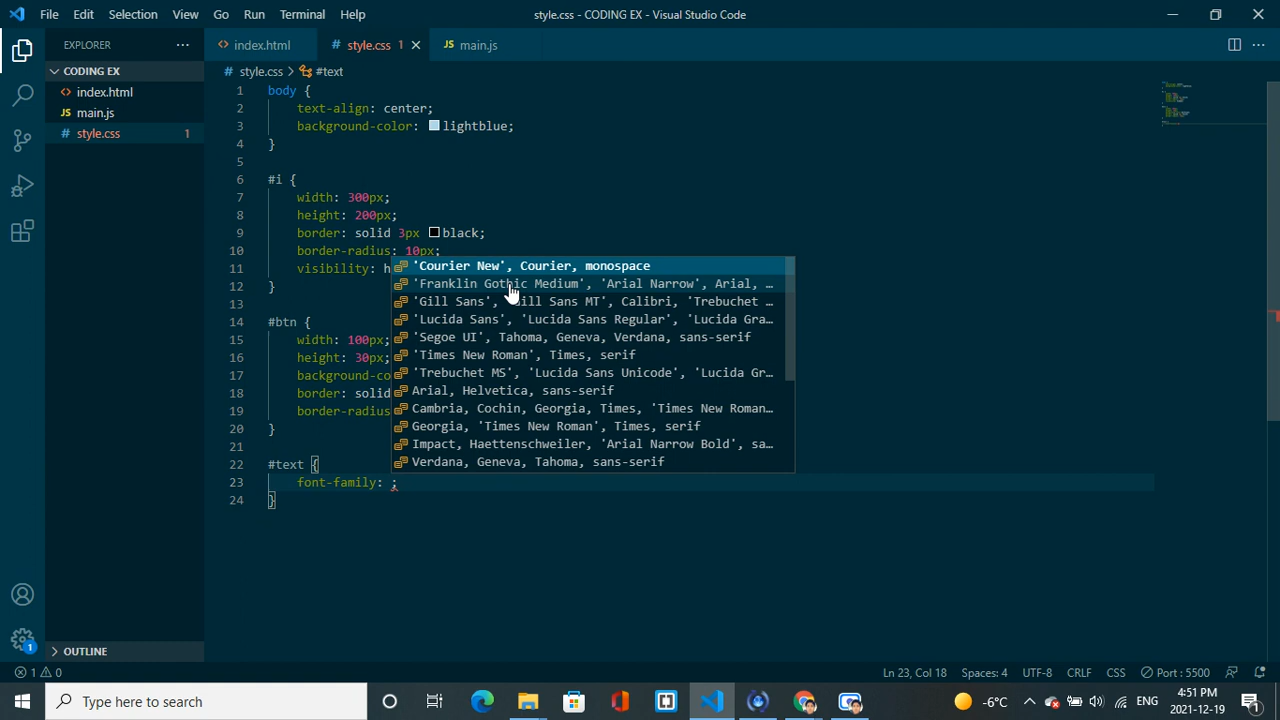 File Edit Selection View Go Run Terminal Help style.css - CODING EX - Visual Studio Code
EXPLORER
index.html
style.css 1
main.js
CODING EX
index.html
main.js
style.css 1
OUTLINE
style.css > #text
1 body {
2 text-align: center;
3 background-color: lightblue;
4 }
5
6 #i {
7 width: 300px;
8 height: 200px;
9 border: solid 3px black;
10 border-radius: 10px;
11 visibility: h
12 }
13
14 #btn {
15 width: 100px;
16 height: 30px;
17 background-co
18 border: solid
19 border-radius
20 }
21
22 #text {
23 font-family: ;
24 }
'Courier New', Courier, monospace
'Franklin Gothic Medium', 'Arial Narrow', Arial, …
'Gill Sans', 'Gill Sans MT', Calibri, 'Trebuchet …
'Lucida Sans', 'Lucida Sans Regular', 'Lucida Gra…
'Segoe UI', Tahoma, Geneva, Verdana, sans-serif
'Times New Roman', Times, serif
'Trebuchet MS', 'Lucida Sans Unicode', 'Lucida Gr…
Arial, Helvetica, sans-serif
Cambria, Cochin, Georgia, Times, 'Times New Roman…
Georgia, 'Times New Roman', Times, serif
Impact, Haettenschweiler, 'Arial Narrow Bold', sa…
Verdana, Geneva, Tahoma, sans-serif
1
1 0
Ln 23, Col 18 Spaces: 4 UTF-8 CRLF CSS Port : 5500
Type here to search
-6°C
ENG
4:51 PM
2021-12-19
1